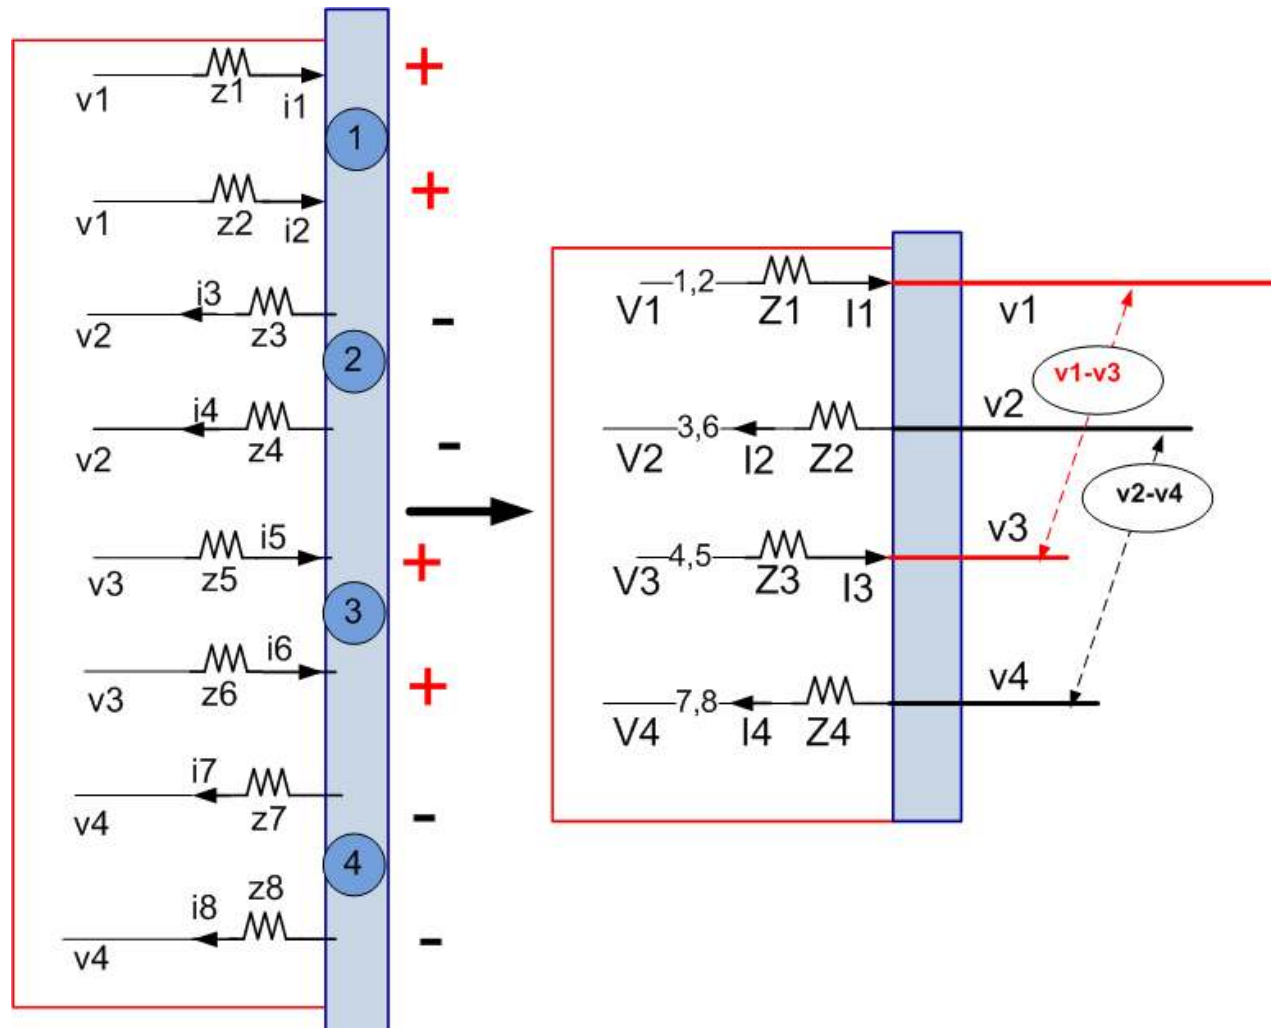 z1
v1
i1
+
1
z2
v1
i2
+
i3
z3
v2
-
2
i4
z4
v2
-
i5
z5
v3
+
3
i6
z6
v3
+
i7
z7
v4
-
4
z8
i8
v4
-
1,2
V1 Z1 I1 v1
v1-v3
v2
3,6
V2 I2 Z2
v2-v4
v3
4,5
V3 Z3 I3
v4
7,8
V4 I4 Z4